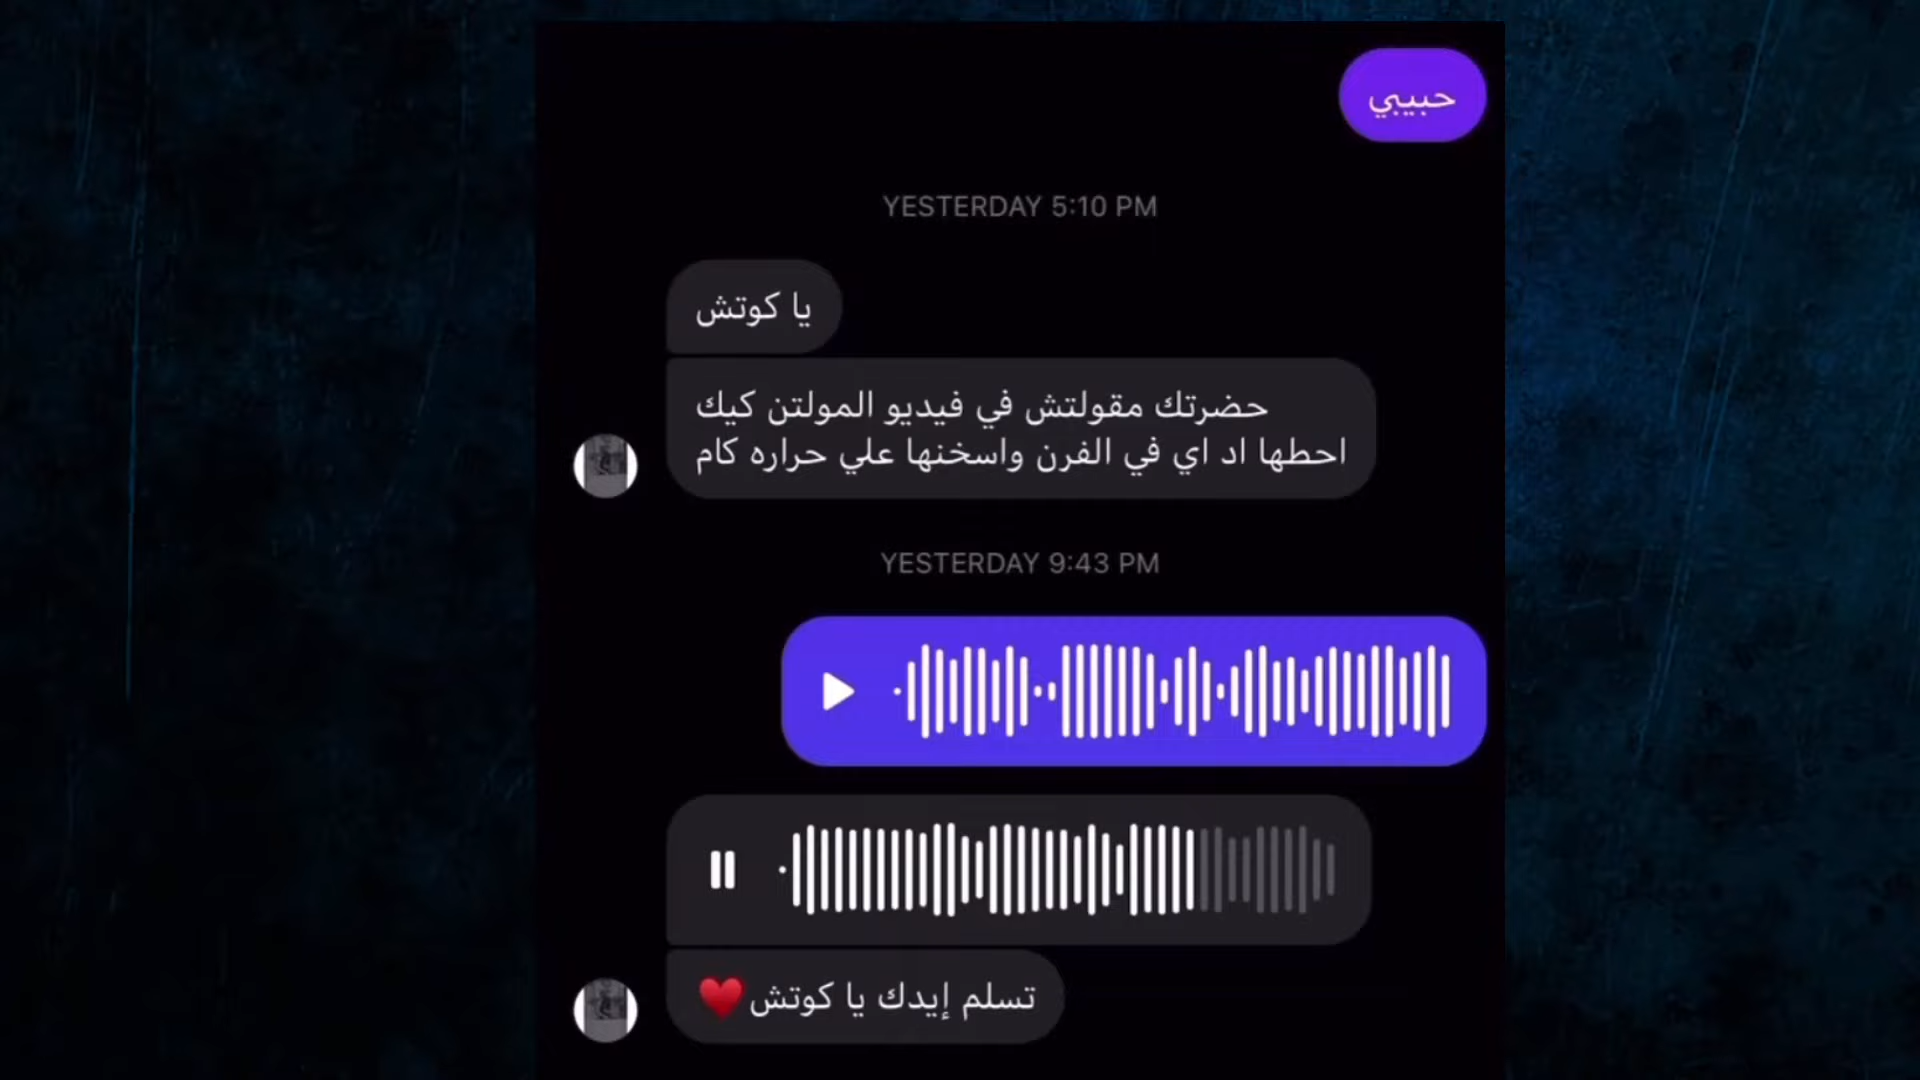 حبيبي
YESTERDAY 5:10 PM
يا كوتش
حضرتك مقولتش في فيديو المولتن كيك
احطها اد اي في الفرن واسخنها علي حراره كام
YESTERDAY 9:43 PM
تسلم إيدك يا كوتش♥️